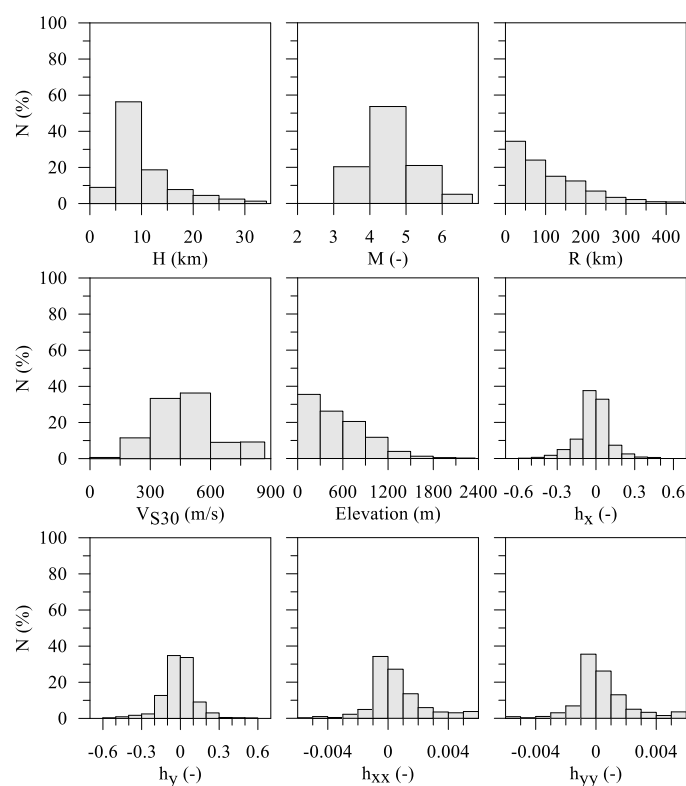 100
80
60
40
20
0
N (%)
0 10 20 30
H (km)
2 3 4 5 6
M (-)
0 100 200 300 400
R (km)
100
80
60
40
20
0
N (%)
0 300 600 900
VS30 (m/s)
0 600 1200 1800 2400
Elevation (m)
-0.6 -0.3 0 0.3 0.6
hx (-)
100
80
60
40
20
0
N (%)
-0.6 -0.3 0 0.3 0.6
hy (-)
-0.004 0 0.004
hxx (-)
-0.004 0 0.004
hyy (-)